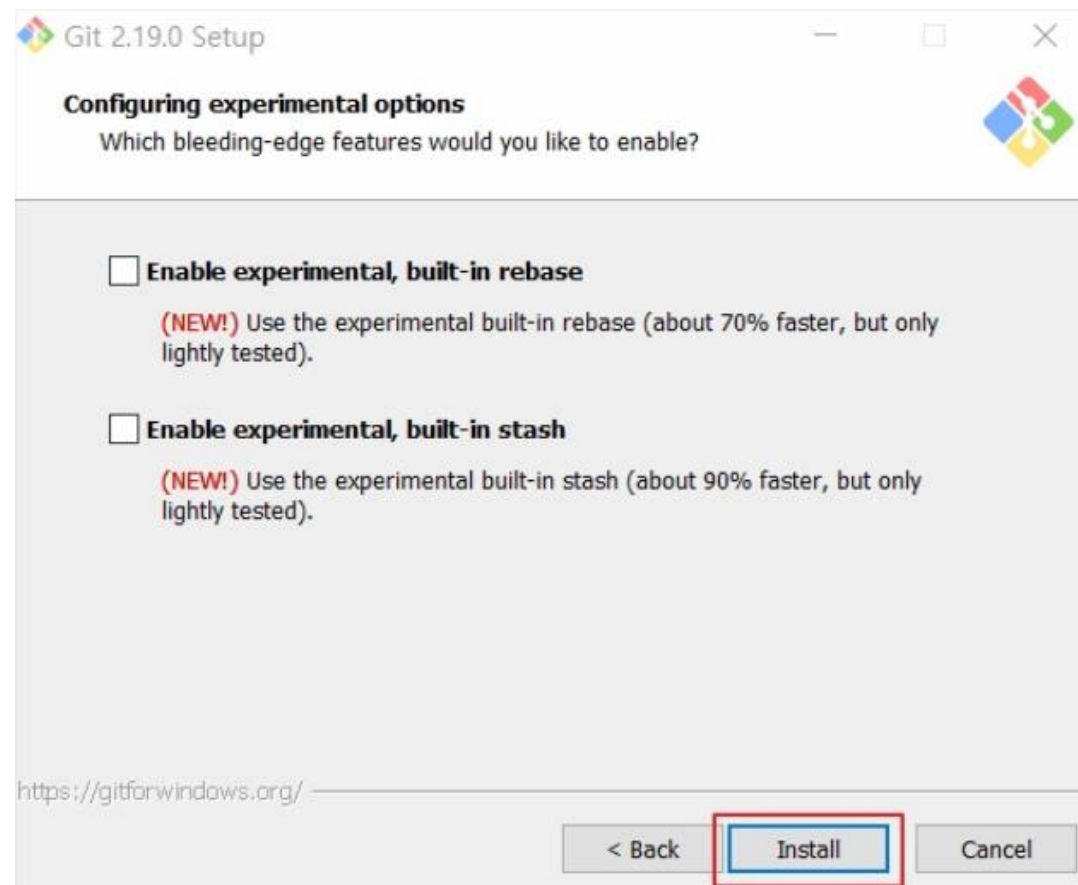 Git 2.19.0 Setup
Configuring experimental options
Which bleeding-edge features would you like to enable?
Enable experimental, built-in rebase
(NEW!) Use the experimental built-in rebase (about 70% faster, but only
lightly tested).
Enable experimental, built-in stash
(NEW!) Use the experimental built-in stash (about 90% faster, but only
lightly tested).
https://gitforwindows.org/
< Back
Install
Cancel